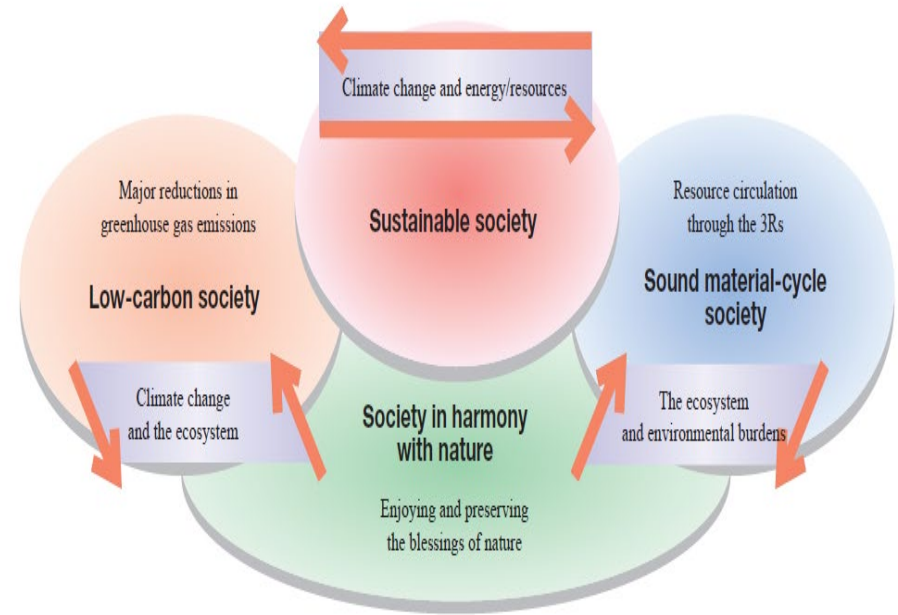 Climate change and energy/resources
Major reductions in
greenhouse gas emissions
Low-carbon society
Sustainable society
Resource circulation
through the 3Rs
Sound material-cycle
society
Climate change
and the ecosystem
Society in harmony
with nature
Enjoying and preserving
the blessings of nature
The ecosystem
and environmental burdens